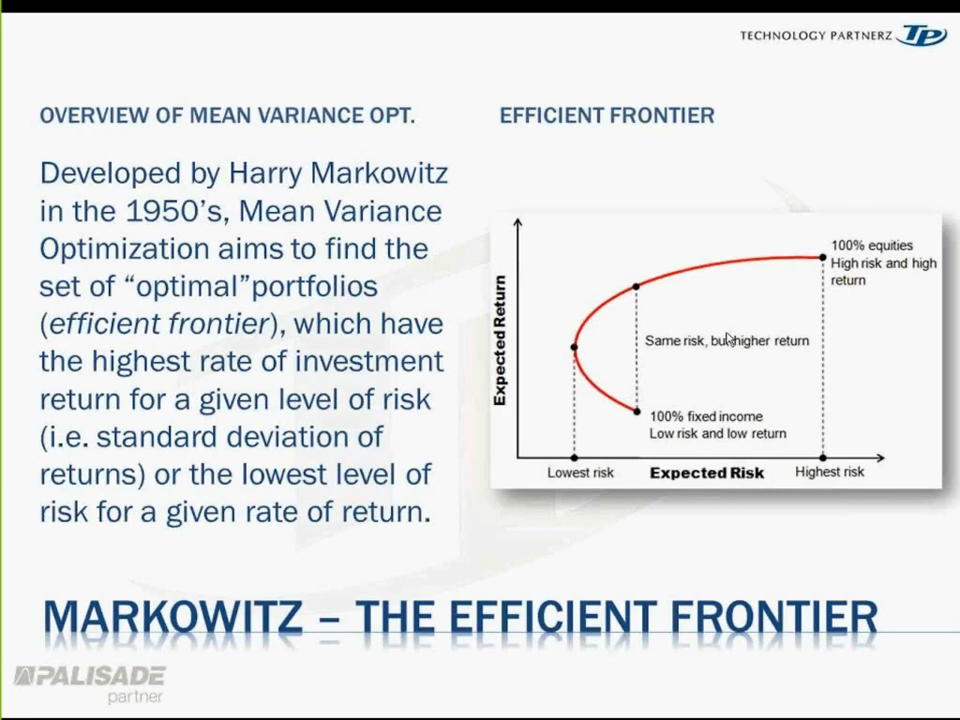 TECHNOLOGY PARTNERZ TP
OVERVIEW OF MEAN VARIANCE OPT.
Developed by Harry Markowitz
in the 1950's, Mean Variance
Optimization aims to find the
set of “optimal”portfolios
(efficient frontier), which have
the highest rate of investment
return for a given level of risk
(i.e. standard deviation of
returns) or the lowest level of
risk for a given rate of return.
EFFICIENT FRONTIER
Expected Return
100% equities
High risk and high
return
Same risk, but higher return
100% fixed income
Low risk and low return
Lowest risk
Expected Risk
Highest risk
MARKOWITZ – THE EFFICIENT FRONTIER
PALISADE
partner